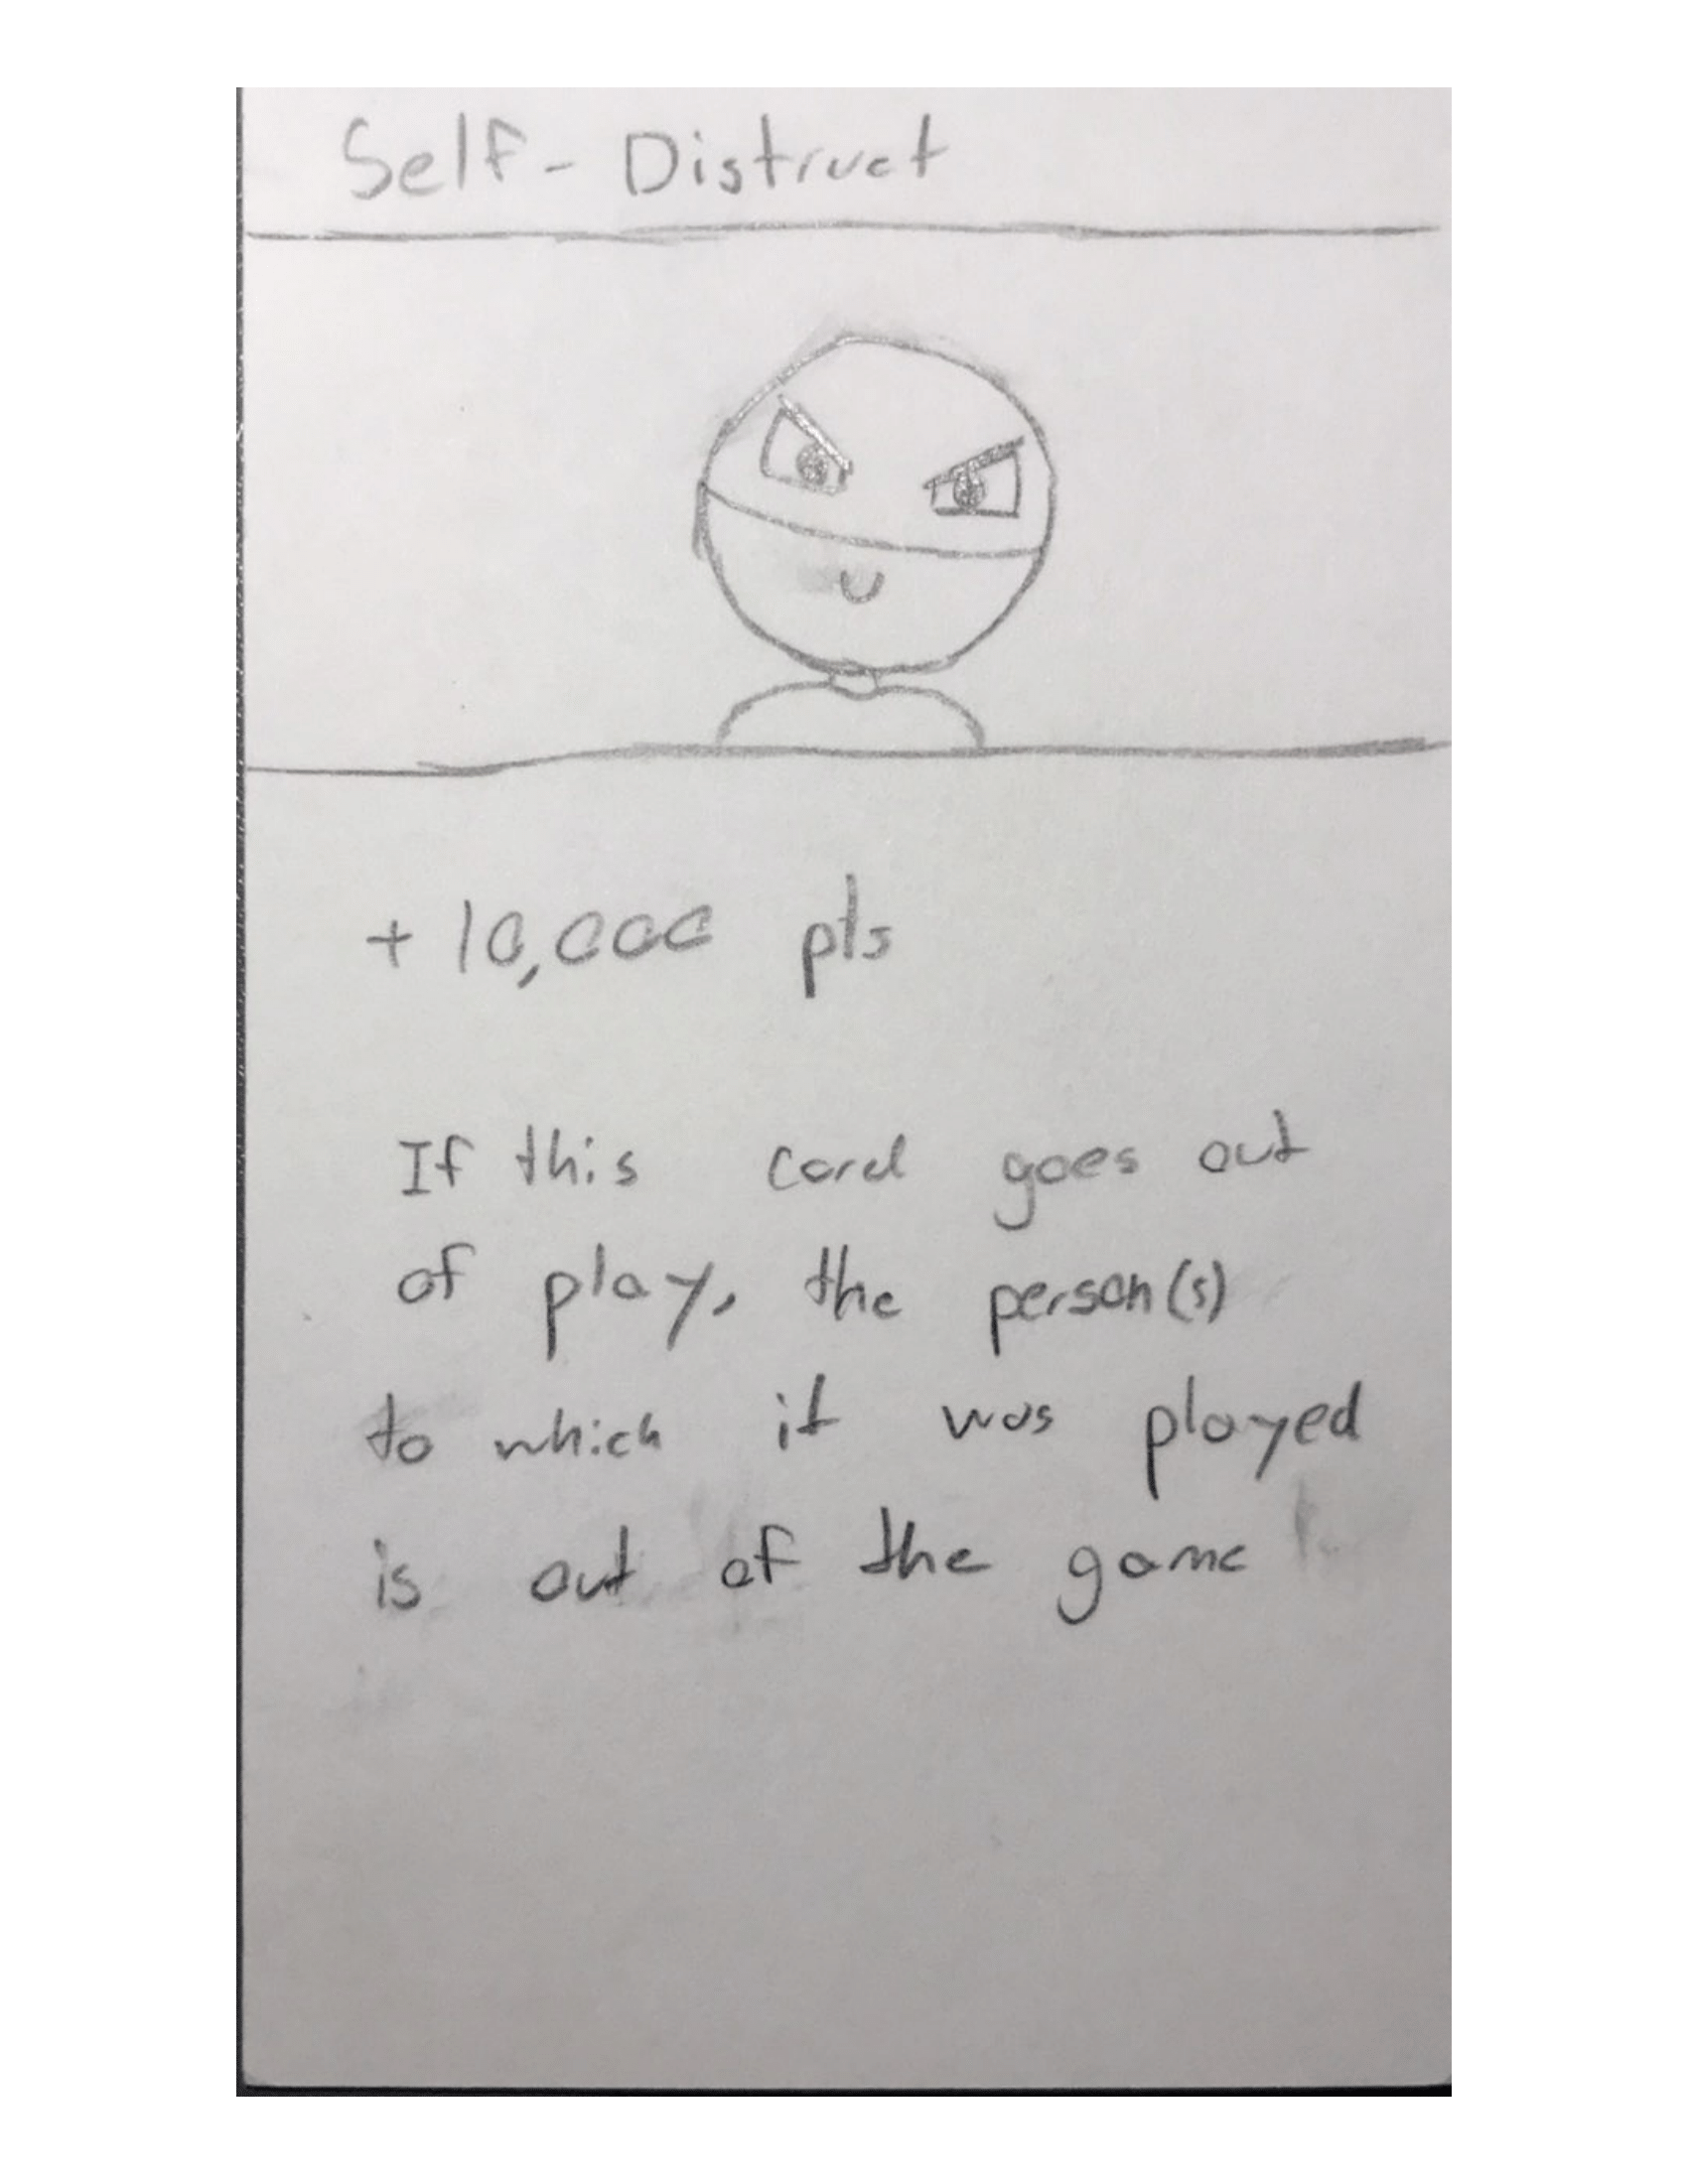 Self-Distruct
+ 10,000 pts
If this card goes out
of play, the person(s)
to which it was played
is out of the game